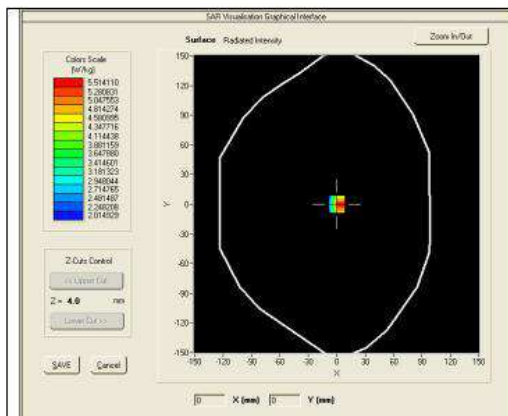 SAR Visualisation Graphical Interface
Surface Radiated Intensity
Zoom In/Out
Colors Scale
(W/kg)
5.514110
5.280831
5.047553
4.814274
4.580995
4.347716
4.114438
3.881159
3.647880
3.414601
3.181323
2.948044
2.714765
2.481487
2.248208
2.014929
Z-Cuts Control
<< Upper Cut
Z = 4.0 mm
Lower Cut >>
SAVE Cancel
150
120
90
60
30
0
-30
-60
-90
-120
-150
Y
-150 -120 -90 -60 -30 0 30 60 90 120 150
X
0 X (mm) 0 Y (mm)